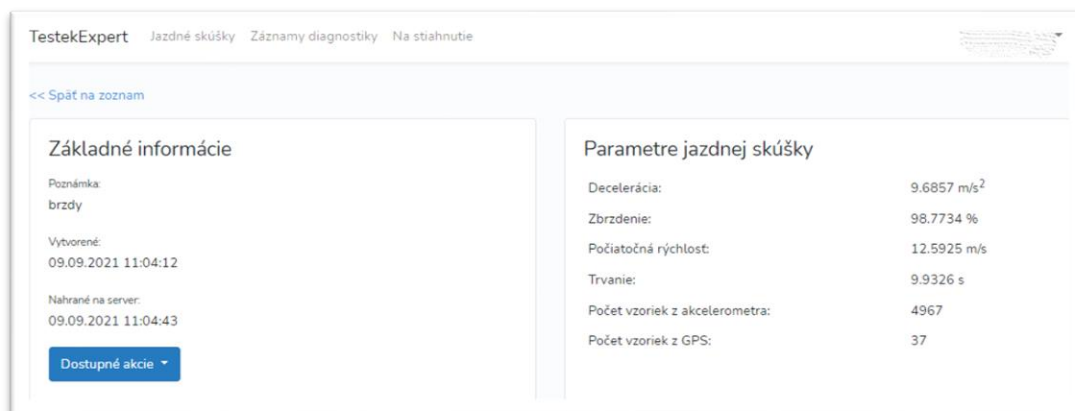 TestekExpert Jazdné skúšky Záznamy diagnostiky Na stiahnutie
<< Späť na zoznam
Základné informácie
Poznámka:
brzdy
Vytvorené:
09.09.2021 11:04:12
Nahrané na server:
09.09.2021 11:04:43
Dostupné akcie
Parametre jazdnej skúšky
Decelerácia: 9.6857 m/s²
Zbrzdenie: 98.7734 %
Počiatočná rýchlosť: 12.5925 m/s
Trvanie: 9.9326 s
Počet vzoriek z akcelerometra: 4967
Počet vzoriek z GPS: 37